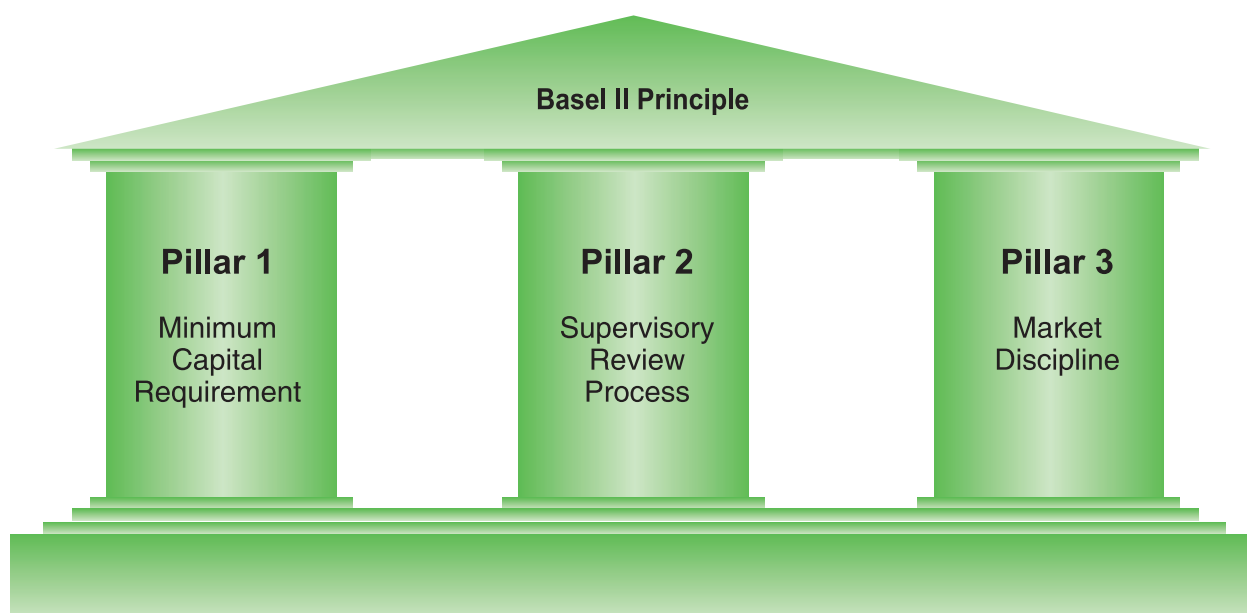 Basel II Principle
Pillar 1
Minimum
Capital
Requirement
Pillar 2
Supervisory
Review
Process
Pillar 3
Market
Discipline